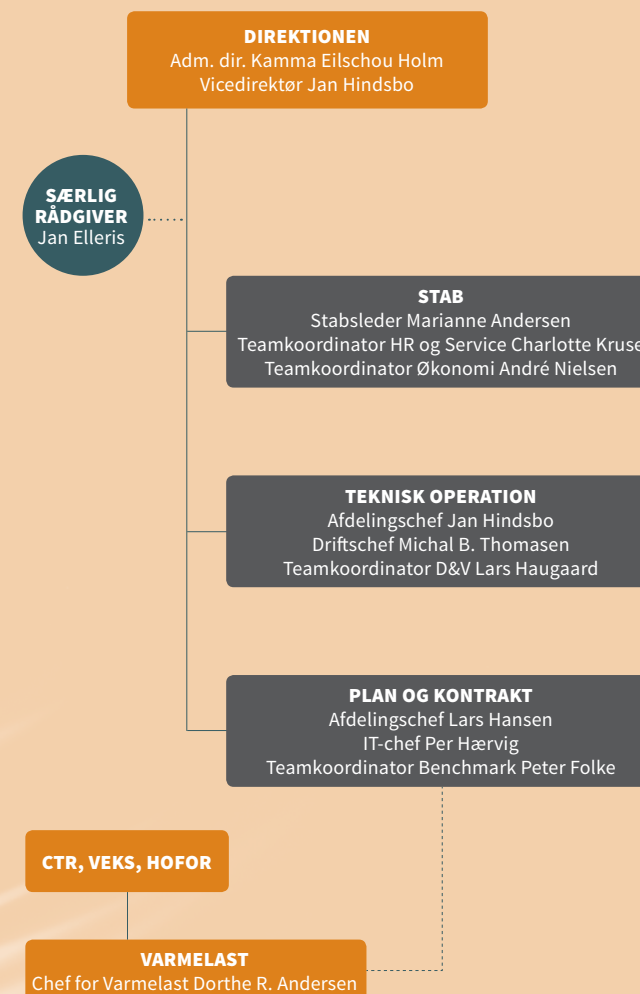 DIREKTIONEN
Adm. dir. Kamma Eilschou Holm
Vicedirektør Jan Hindsbo
SÆRLIG
RÅDGIVER
Jan Elleris
STAB
Stabsleder Marianne Andersen
Teamkoordinator HR og Service Charlotte Kruse
Teamkoordinator Økonomi André Nielsen
TEKNISK OPERATION
Afdelingschef Jan Hindsbo
Driftschef Michal B. Thomasen
Teamkoordinator D&V Lars Haugaard
PLAN OG KONTRAKT
Afdelingschef Lars Hansen
IT-chef Per Hærvig
Teamkoordinator Benchmark Peter Folke
CTR, VEKS, HOFOR
VARMELAST
Chef for Varmelast Dorthe R. Andersen